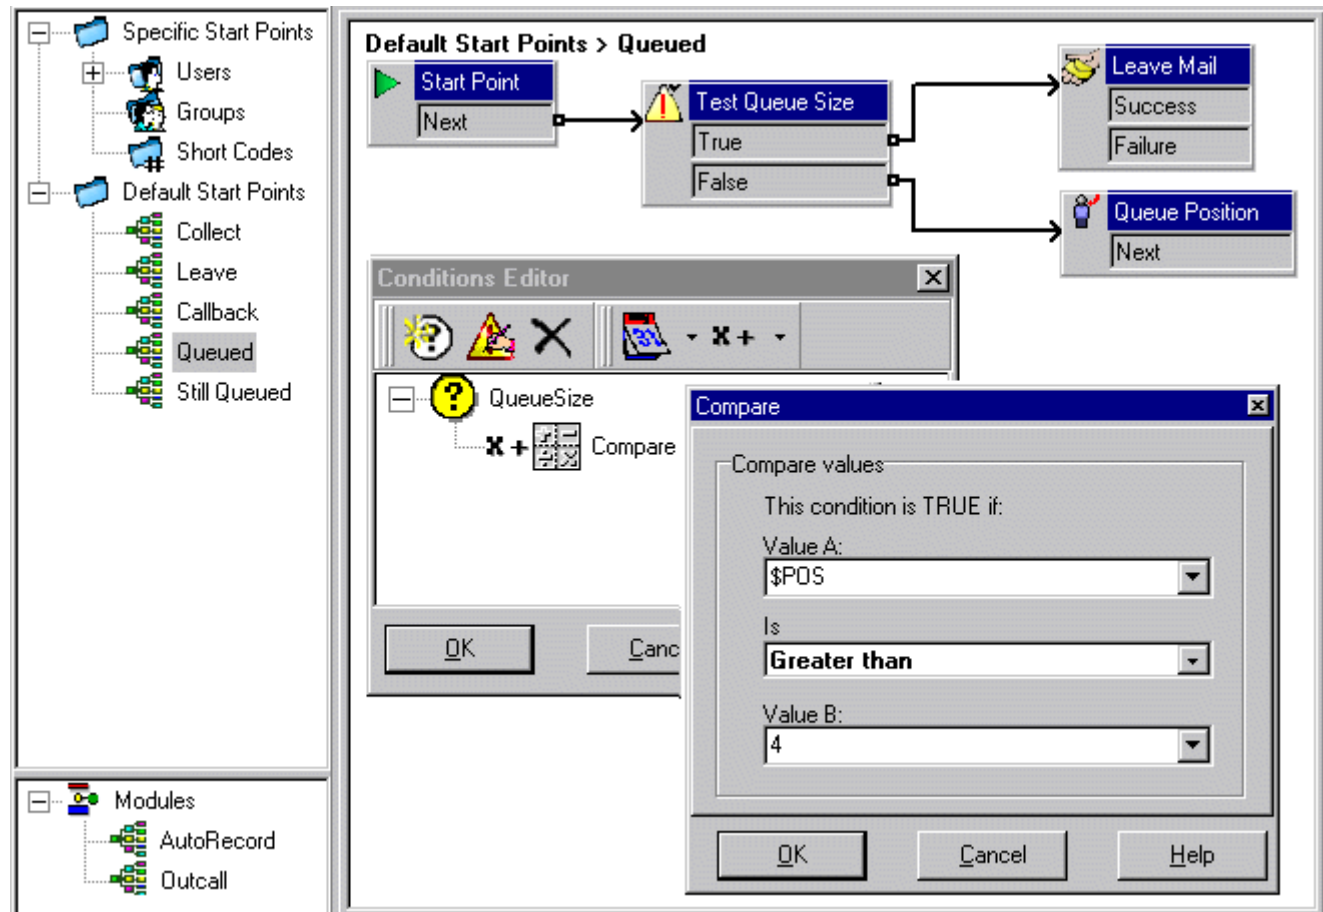 Specific Start Points
Users
Groups
Short Codes
Default Start Points
Collect
Leave
Callback
Queued
Still Queued
Modules
AutoRecord
Outcall
Default Start Points > Queued
Start Point
Next
Test Queue Size
True
False
Leave Mail
Success
Failure
Queue Position
Next
Conditions Editor
31
x +
QueueSize
x +
Compare
OK
Canc
Compare
Compare values
This condition is TRUE if:
Value A:
$POS
Is
Greater than
Value B:
4
OK
Cancel
Help